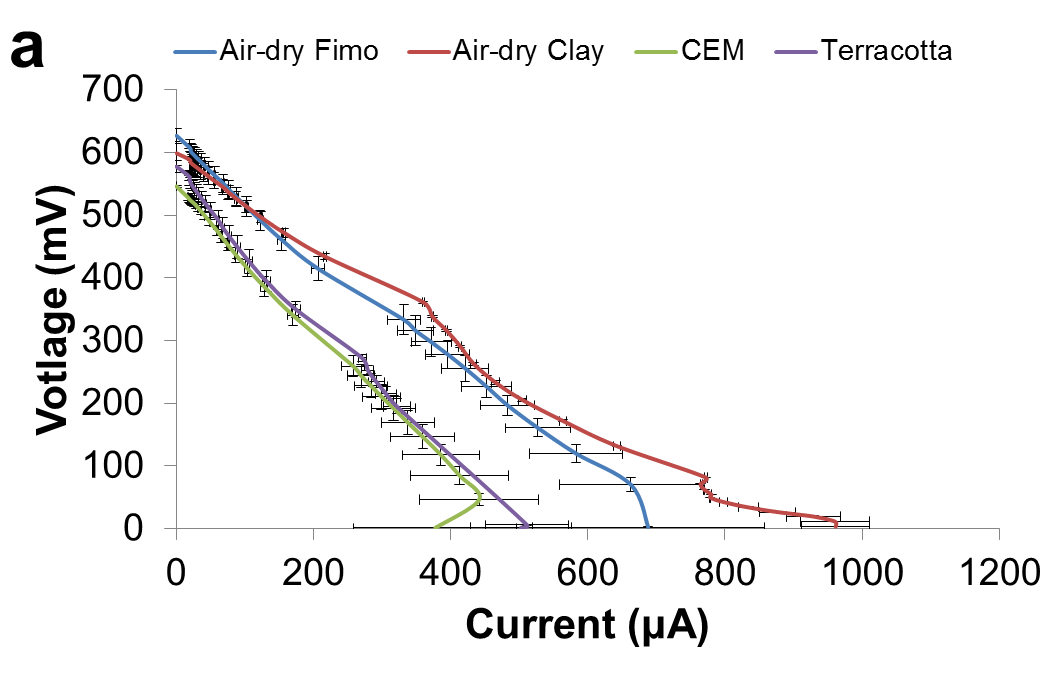 a
Air-dry Fimo Air-dry Clay CEM Terracotta
700
600
500
400
300
200
100
0
Votlage (mV)
0 200 400 600 800 1000 1200
Current (µA)